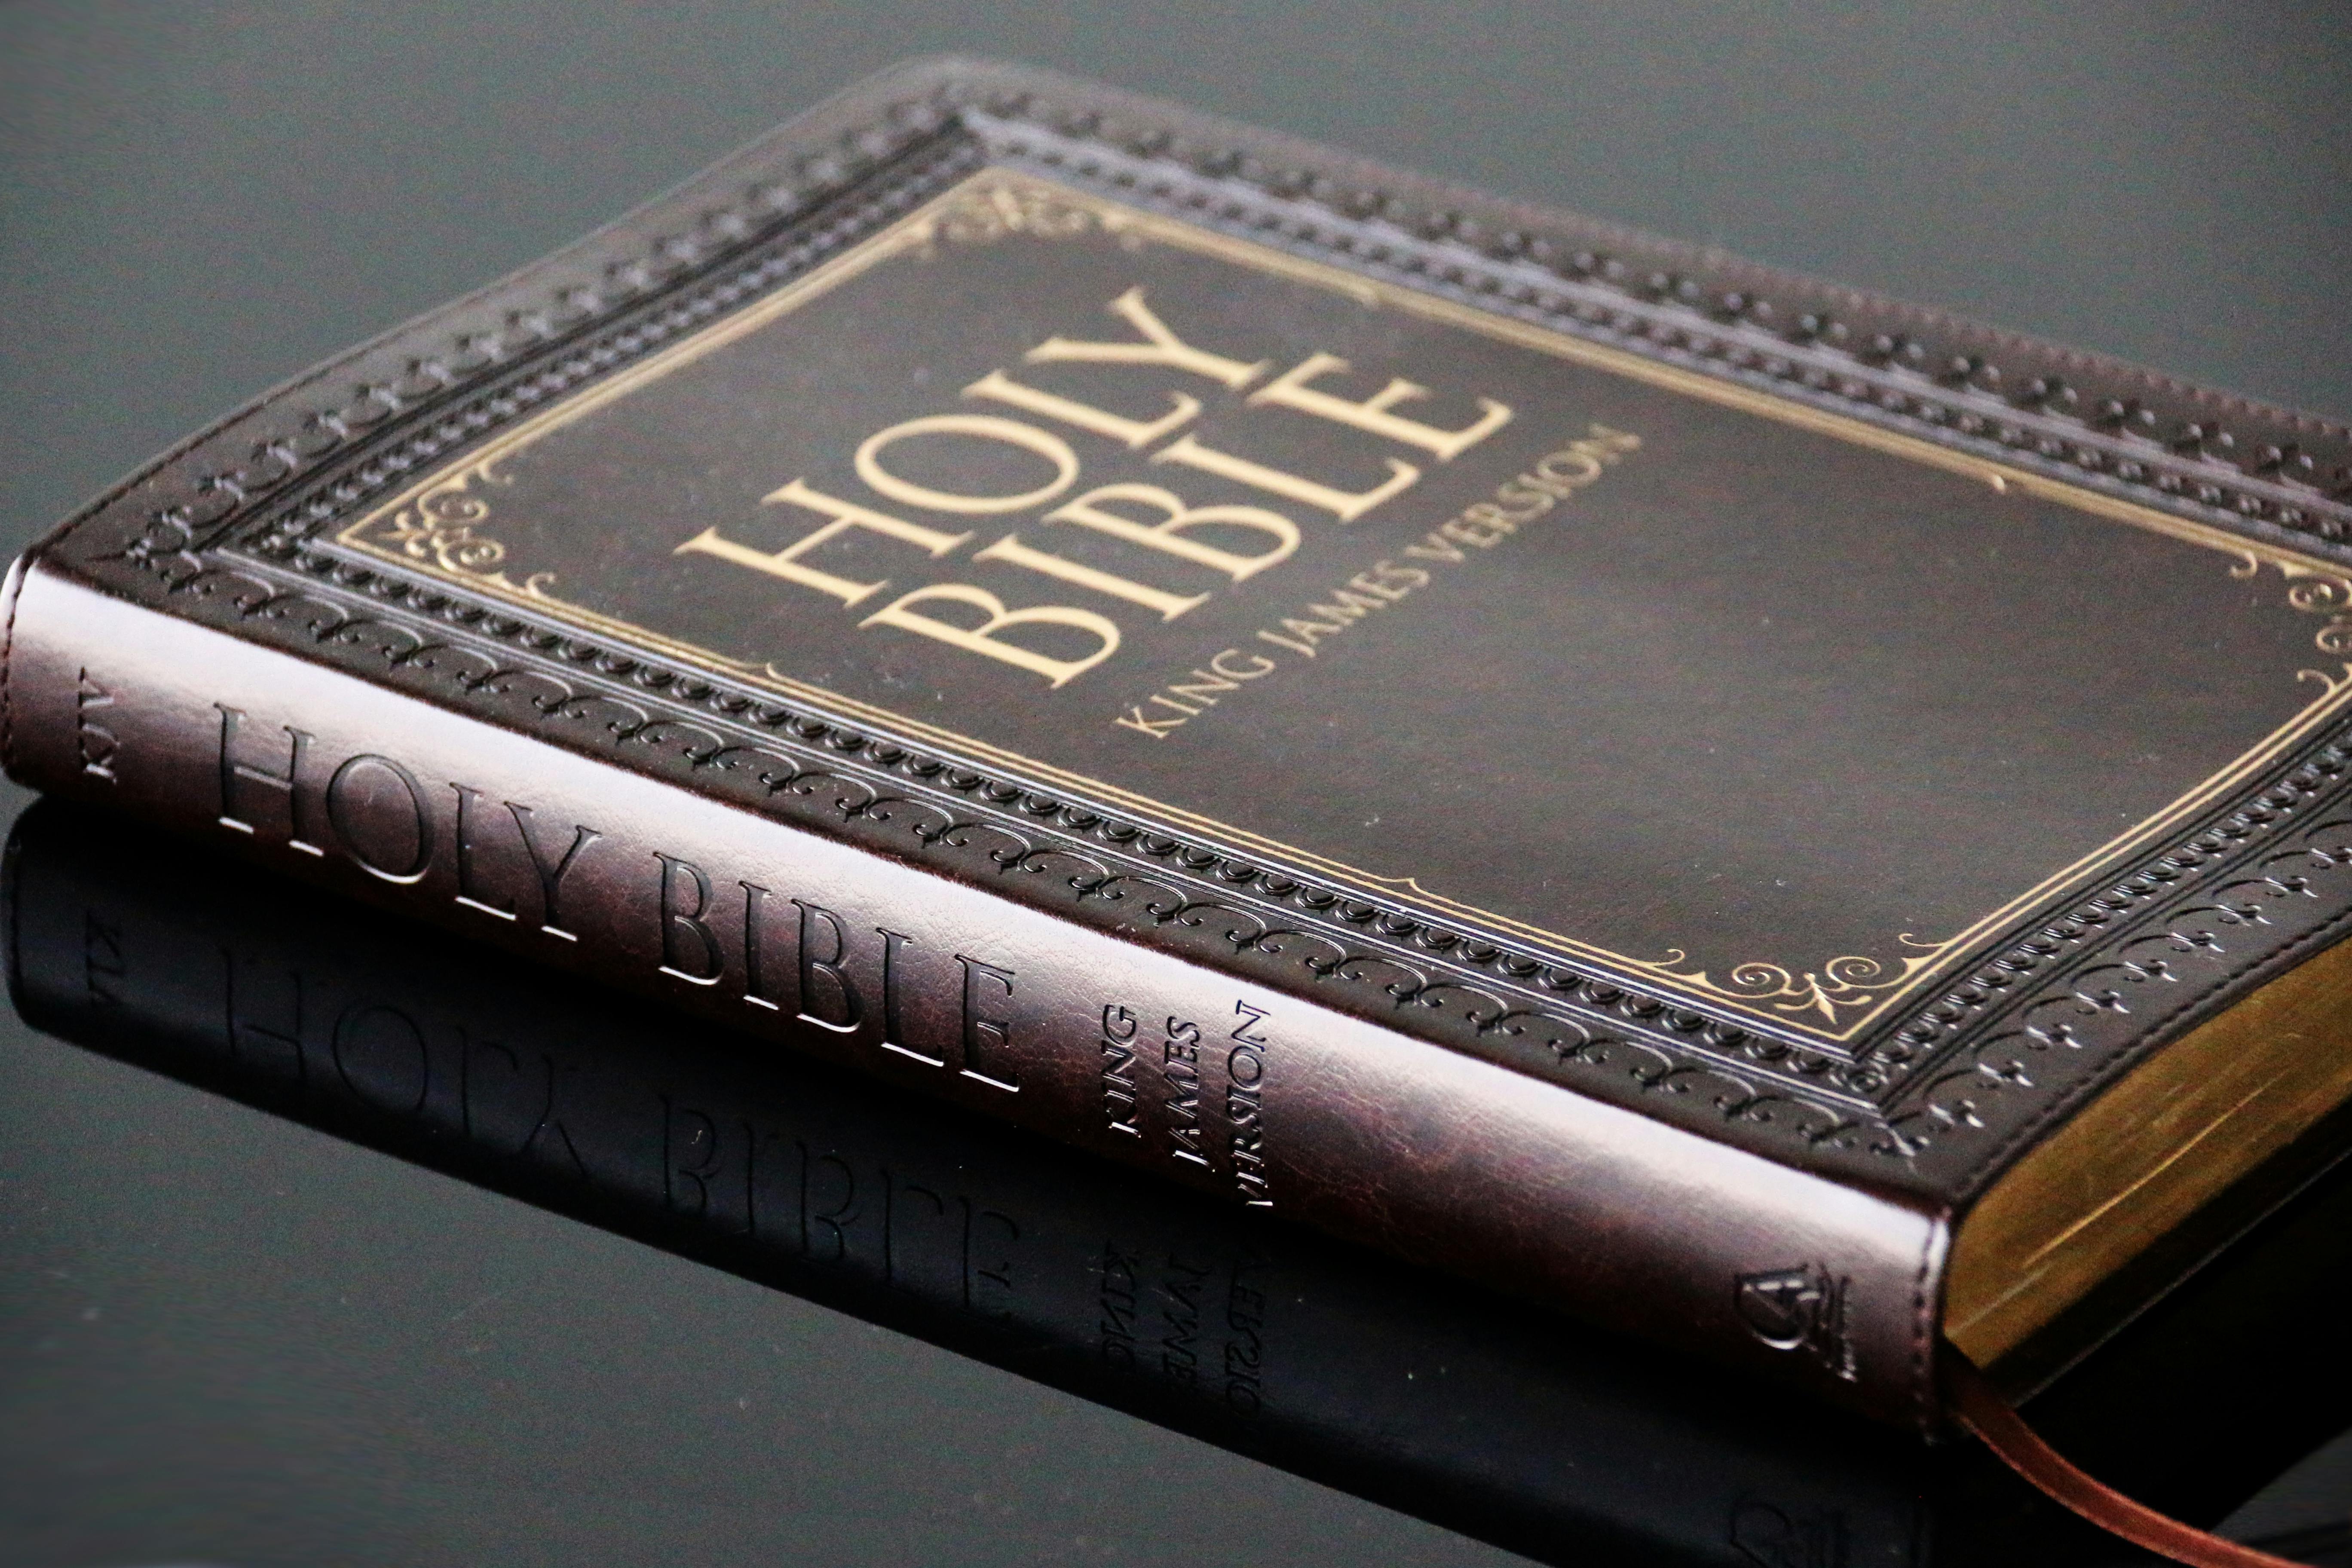 HOLY
BIBLE
KING JAMES VERSION
KJV
HOLY BIBLE
KING
JAMES
VERSION